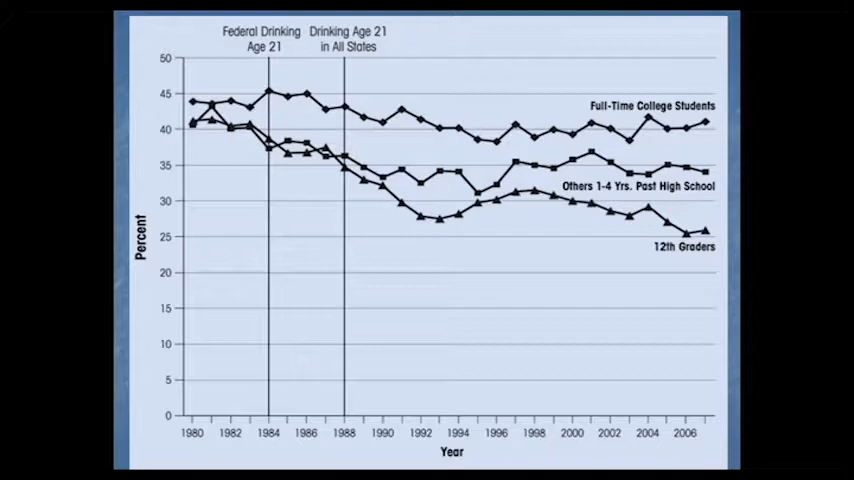 Federal Drinking
Age 21
Drinking Age 21
in All States
50
45
40
35
30
25
20
15
10
5
0
Percent
Full-Time College Students
Others 1-4 Yrs. Past High School
12th Graders
1980 1982 1984 1986 1988 1990 1992 1994 1996 1998 2000 2002 2004 2006
Year